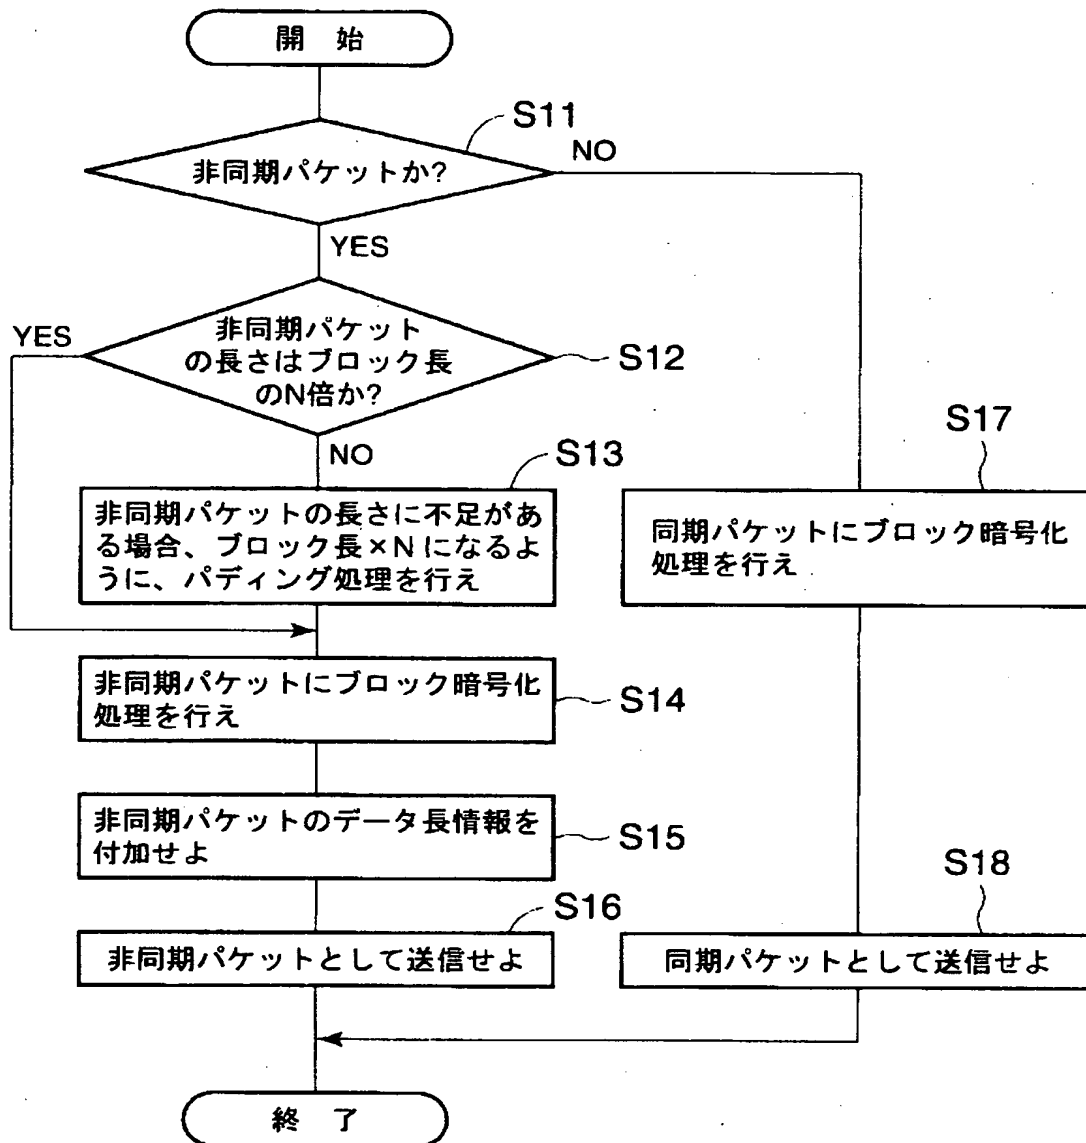 開 始
S11
非同期パケットか?
NO
YES
YES
非同期パケット
の長さはブロック長
のN倍か?
S12
NO
S13
非同期パケットの長さに不足があ
る場合、ブロック長×Nになるよ
うに、パディング処理を行え
S17
同期パケットにブロック暗号化
処理を行え
非同期パケットにブロック暗号化
処理を行え
S14
非同期パケットのデータ長情報を
付加せよ
S15
S16
非同期パケットとして送信せよ
S18
同期パケットとして送信せよ
終 了